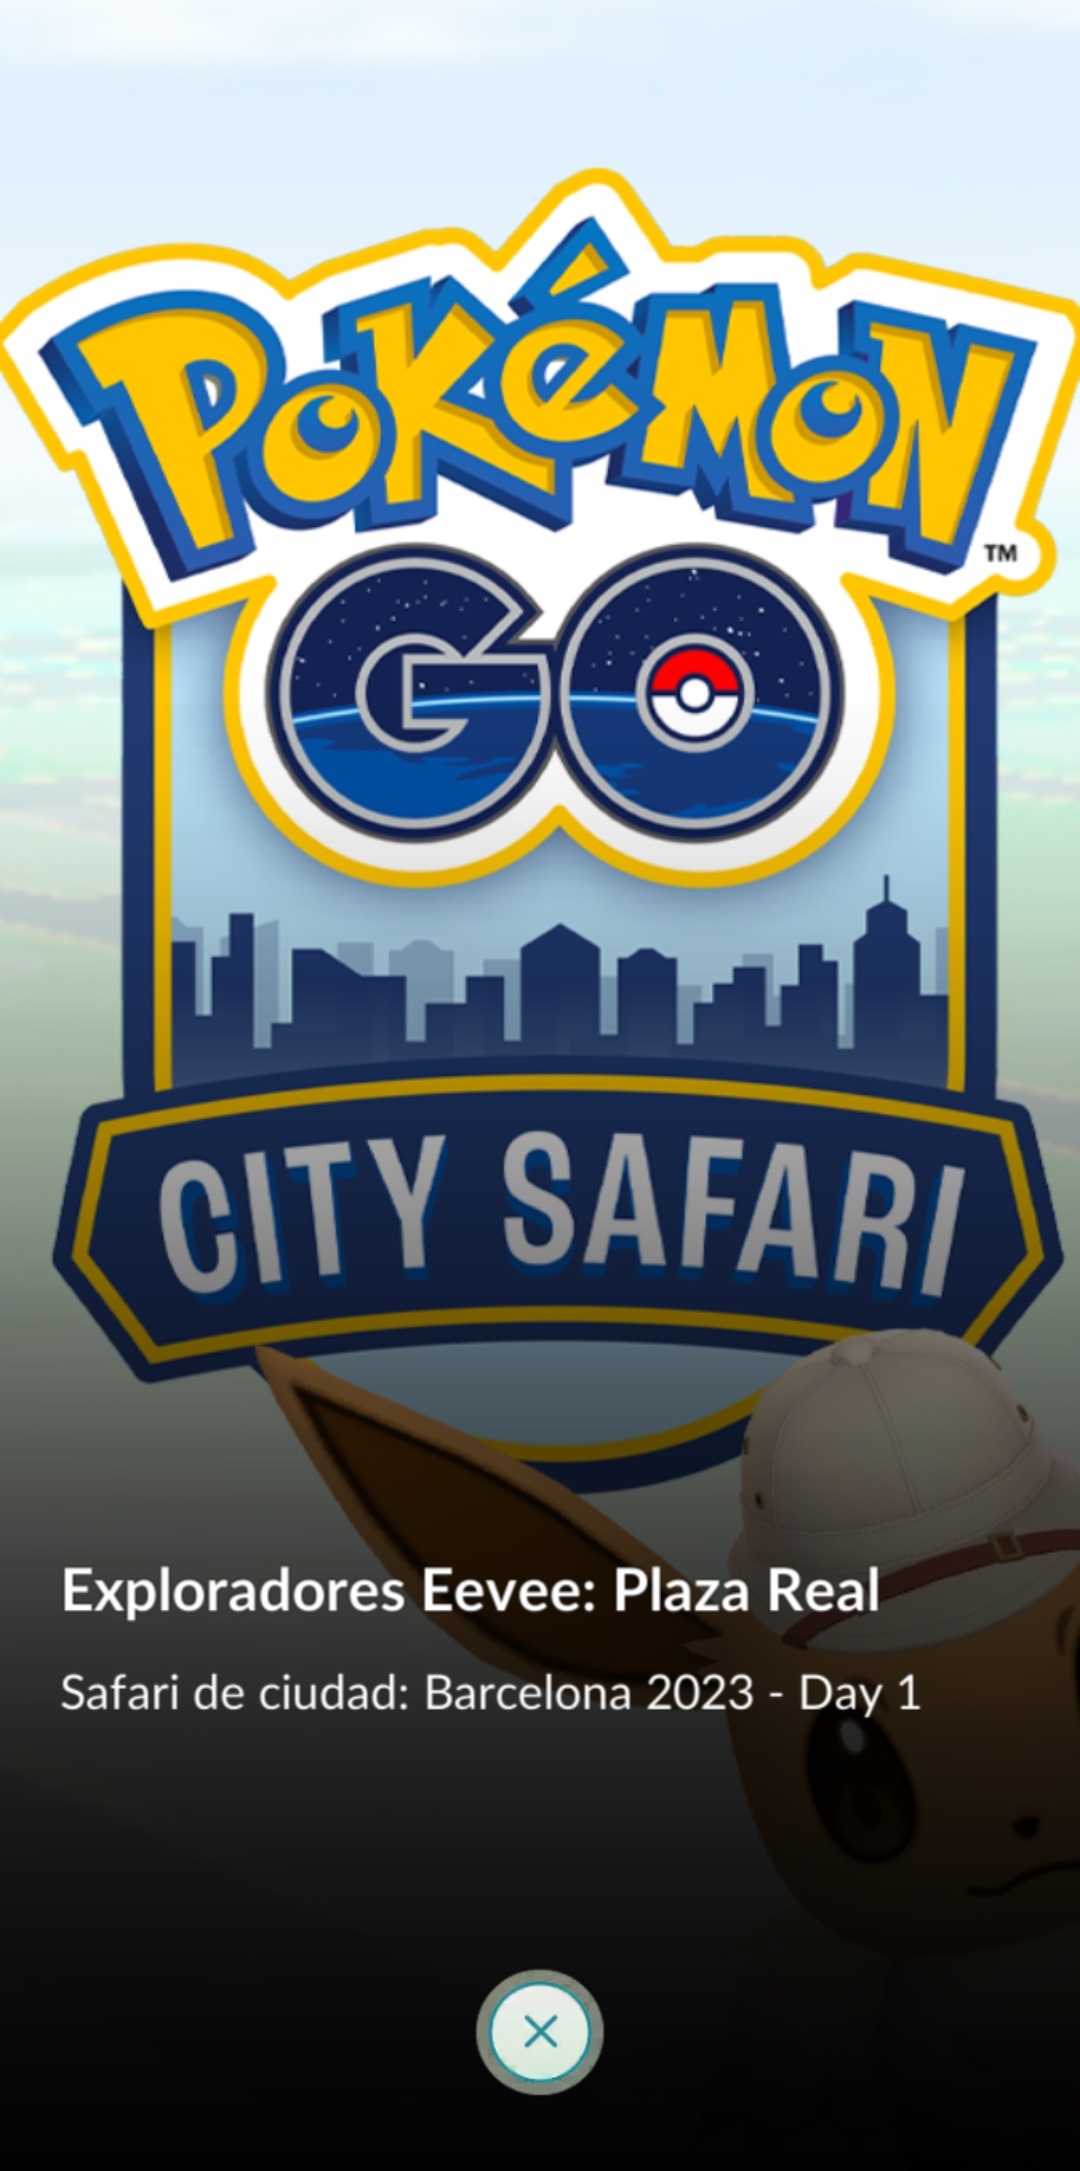 POKéMON
TM
GO
CITY SAFARI
Exploradores Eevee: Plaza Real
Safari de ciudad: Barcelona 2023 - Day 1